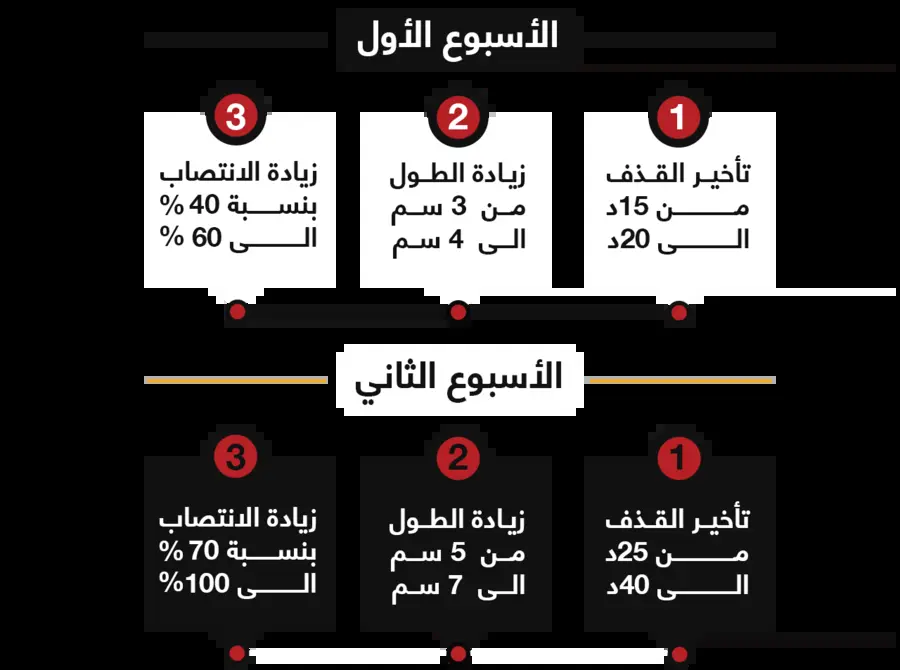 الأسبوع الأول
1
تأخير القذف
من 15د
الى 20د
2
زيادة الطول
من 3 سم
الى 4 سم
3
زيادة الانتصاب
بنسبة 40 %
الى 60 %
الأسبوع الثاني
1
تأخير القذف
من 25د
الى 40د
2
زيادة الطول
من 5 سم
الى 7 سم
3
زيادة الانتصاب
بنسبة 70 %
الى 100%